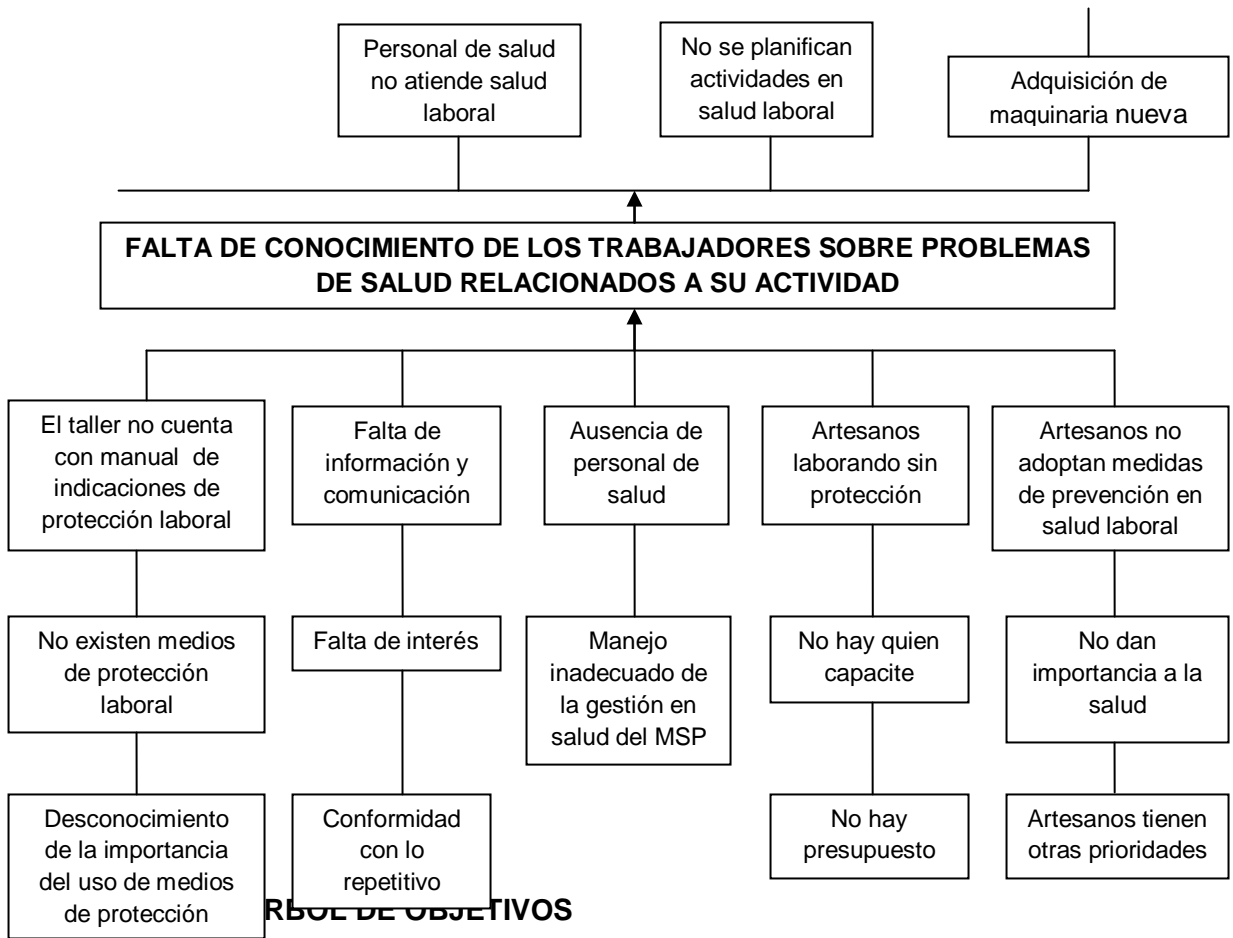 Personal de salud
no atiende salud
laboral
No se planifican
actividades en
salud laboral
Adquisición de
maquinaria nueva
FALTA DE CONOCIMIENTO DE LOS TRABAJADORES SOBRE PROBLEMAS
DE SALUD RELACIONADOS A SU ACTIVIDAD
El taller no cuenta
con manual de
indicaciones de
protección laboral
Falta de
información y
comunicación
Ausencia de
personal de
salud
Artesanos
laborando sin
protección
Artesanos no
adoptan medidas
de prevención en
salud laboral
No existen medios
de protección
laboral
Falta de interés
Manejo
inadecuado de
la gestión en
salud del MSP
No hay quien
capacite
No dan
importancia a la
salud
Desconocimiento
de la importancia
del uso de medios
de protección
Conformidad
con lo
repetitivo
No hay
presupuesto
Artesanos tienen
otras prioridades
RBOL DE OBJETIVOS